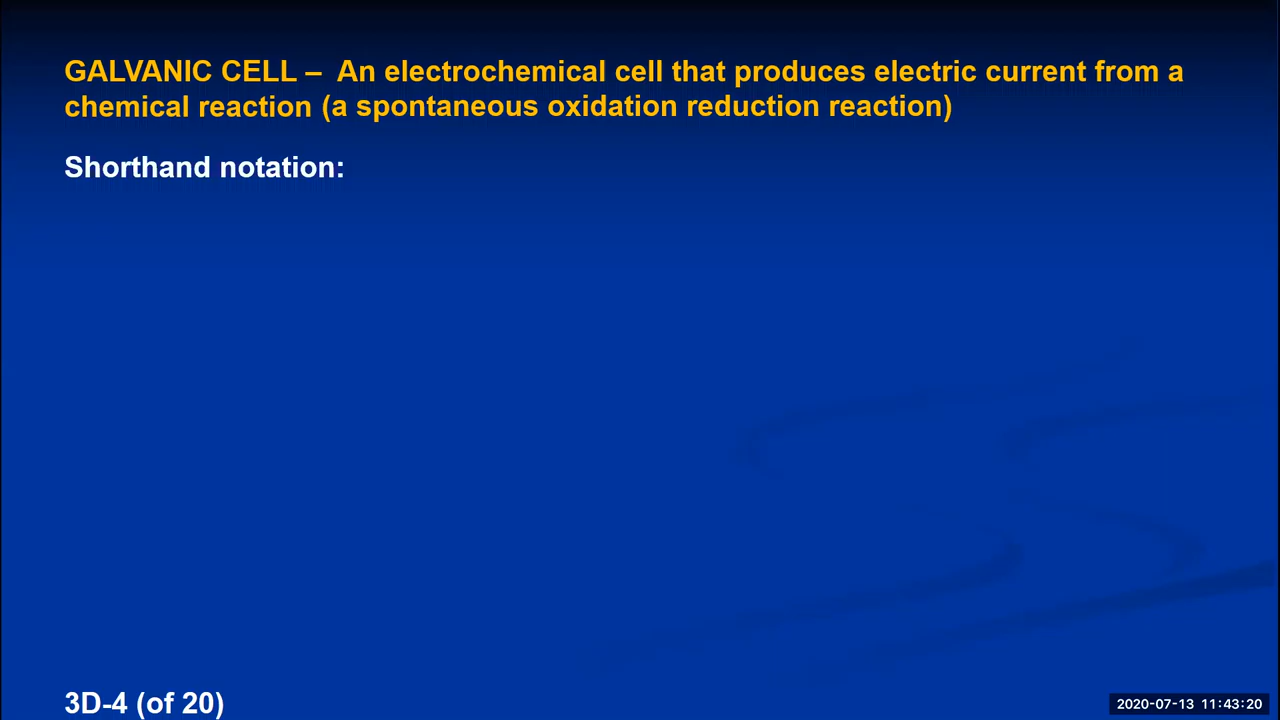 GALVANIC CELL – An electrochemical cell that produces electric current from a
chemical reaction (a spontaneous oxidation reduction reaction)
Shorthand notation:
3D-4 (of 20)
2020-07-13 11:43:20